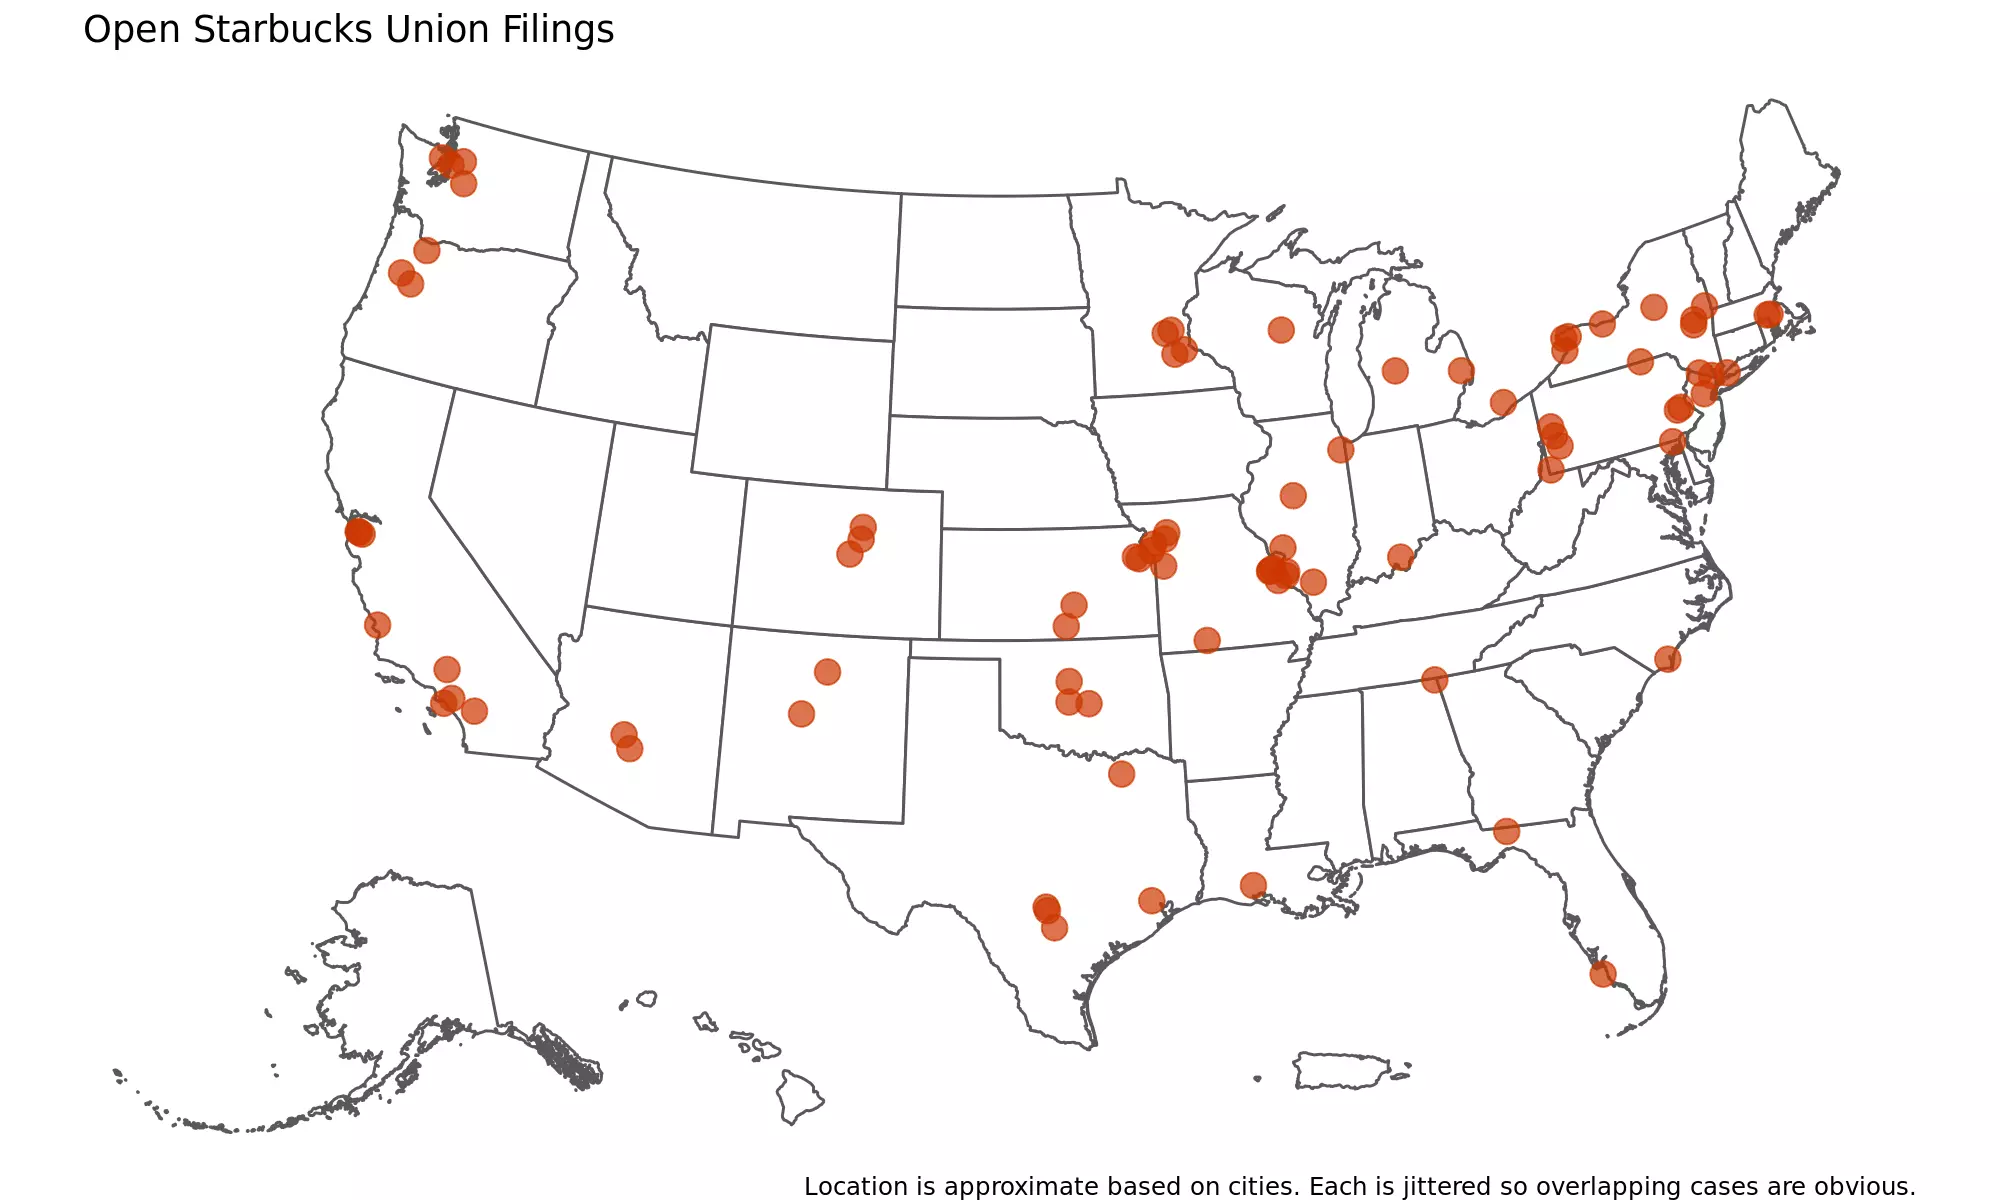 Open Starbucks Union Filings
Location is approximate based on cities. Each is jittered so overlapping cases are obvious.